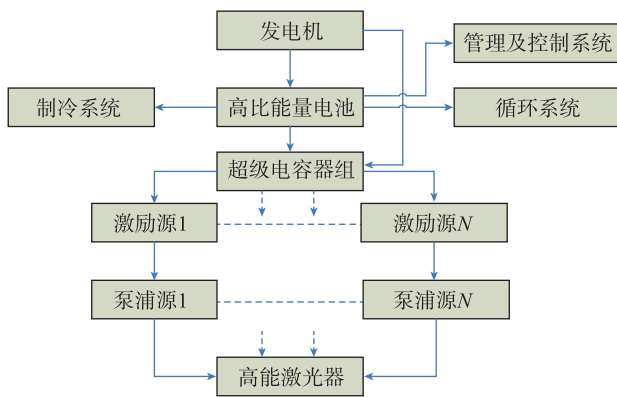 发电机
管理及控制系统
制冷系统
高比能量电池
循环系统
超级电容器组
激励源1
激励源N
泵浦源1
泵浦源N
高能激光器